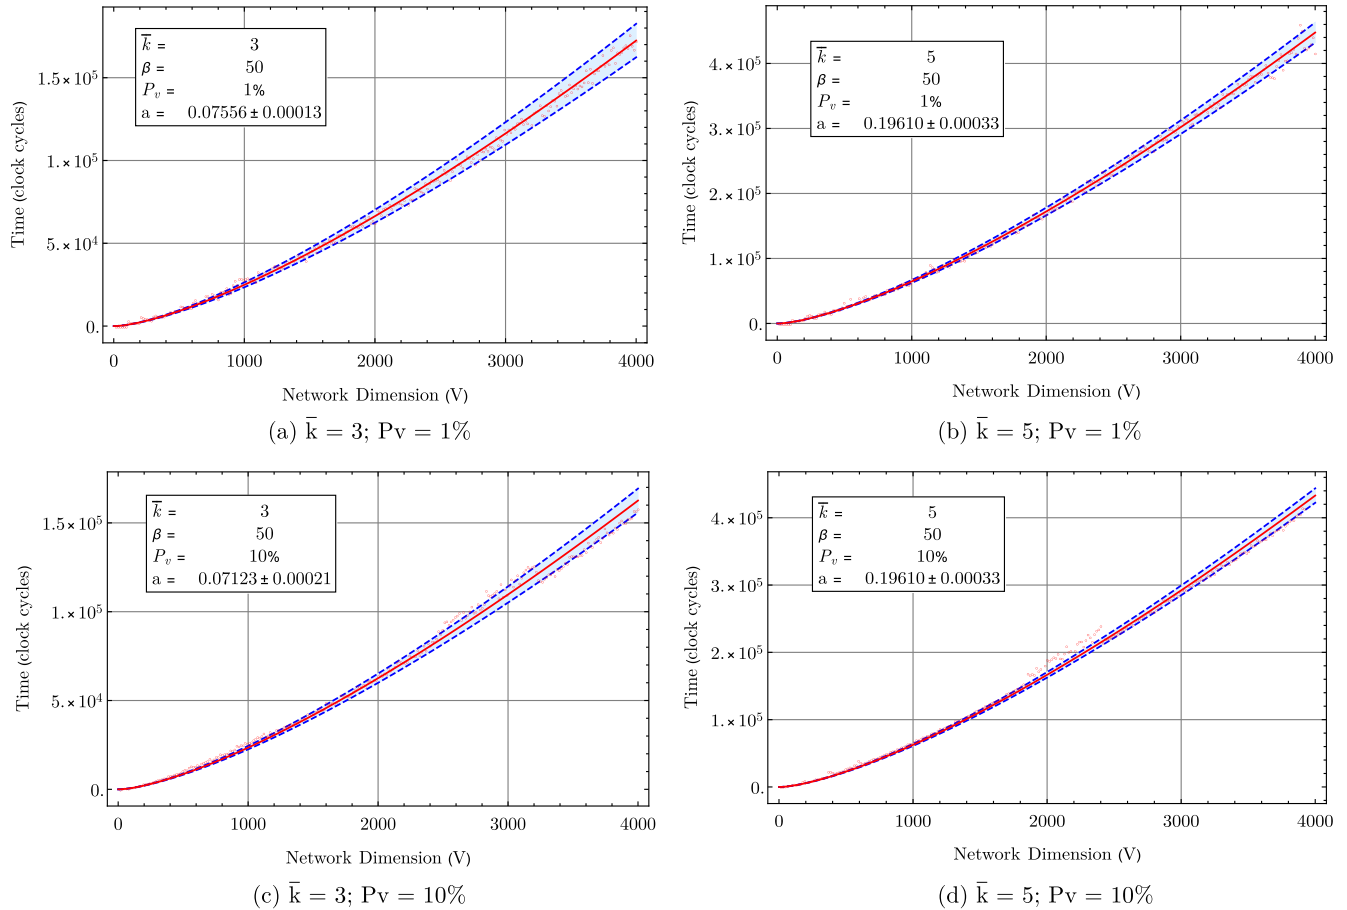 k̅ = 3
β = 50
P_v = 1%
a = 0.07556 ± 0.00013
1.5 × 10^5
1. × 10^5
5. × 10^4
0.
0 1000 2000 3000 4000
Time (clock cycles)
Network Dimension (V)
(a) k̅ = 3; Pv = 1%
k̅ = 5
β = 50
P_v = 1%
a = 0.19610 ± 0.00033
4. × 10^5
3. × 10^5
2. × 10^5
1. × 10^5
0.
0 1000 2000 3000 4000
Time (clock cycles)
Network Dimension (V)
(b) k̅ = 5; Pv = 1%
k̅ = 3
β = 50
P_v = 10%
a = 0.07123 ± 0.00021
1.5 × 10^5
1. × 10^5
5. × 10^4
0.
0 1000 2000 3000 4000
Time (clock cycles)
Network Dimension (V)
(c) k̅ = 3; Pv = 10%
k̅ = 5
β = 50
P_v = 10%
a = 0.19610 ± 0.00033
4. × 10^5
3. × 10^5
2. × 10^5
1. × 10^5
0.
0 1000 2000 3000 4000
Time (clock cycles)
Network Dimension (V)
(d) k̅ = 5; Pv = 10%